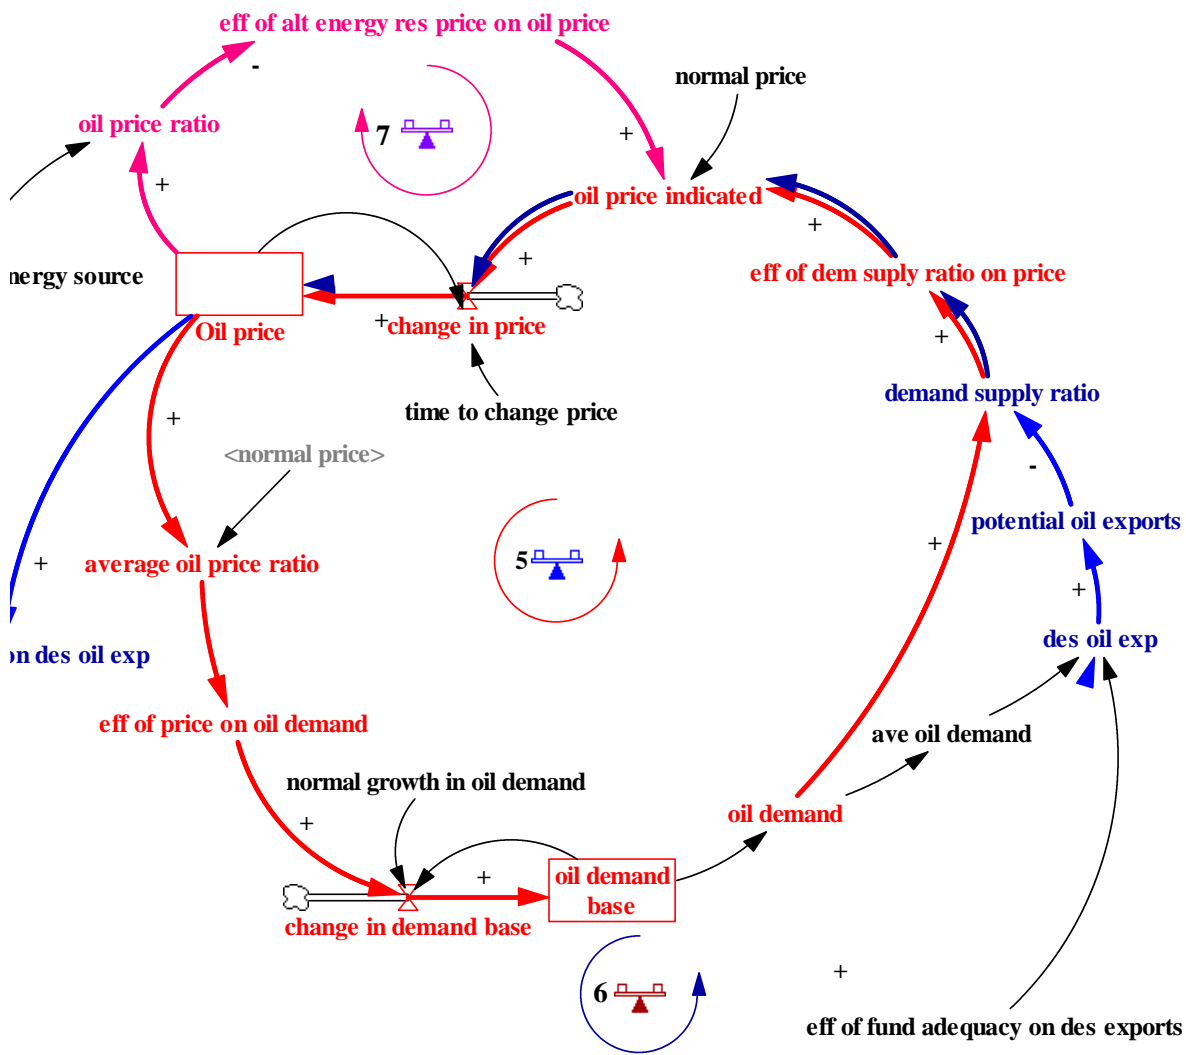 eff of alt energy res price on oil price
normal price
-
oil price ratio
7
+
+
oil price indicated
+
+
eff of dem suply ratio on price
nergy source
+
change in price
Oil price
+
demand supply ratio
time to change price
+
<normal price>
-
potential oil exports
+
5
+
average oil price ratio
+
des oil exp
on des oil exp
eff of price on oil demand
ave oil demand
normal growth in oil demand
oil demand
+
+
oil demand
base
change in demand base
+
6
eff of fund adequacy on des exports